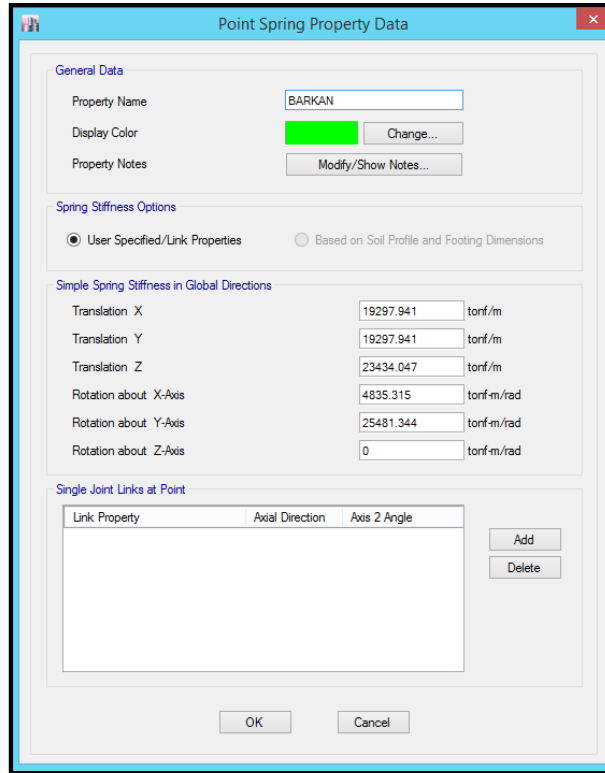 Point Spring Property Data
General Data
Property Name BARKAN
Display Color Change...
Property Notes Modify/Show Notes...
Spring Stiffness Options
User Specified/Link Properties Based on Soil Profile and Footing Dimensions
Simple Spring Stiffness in Global Directions
Translation X 19297.941 tonf/m
Translation Y 19297.941 tonf/m
Translation Z 23434.047 tonf/m
Rotation about X-Axis 4835.315 tonf-m/rad
Rotation about Y-Axis 25481.344 tonf-m/rad
Rotation about Z-Axis 0 tonf-m/rad
Single Joint Links at Point
Link Property Axial Direction Axis 2 Angle
Add
Delete
OK Cancel